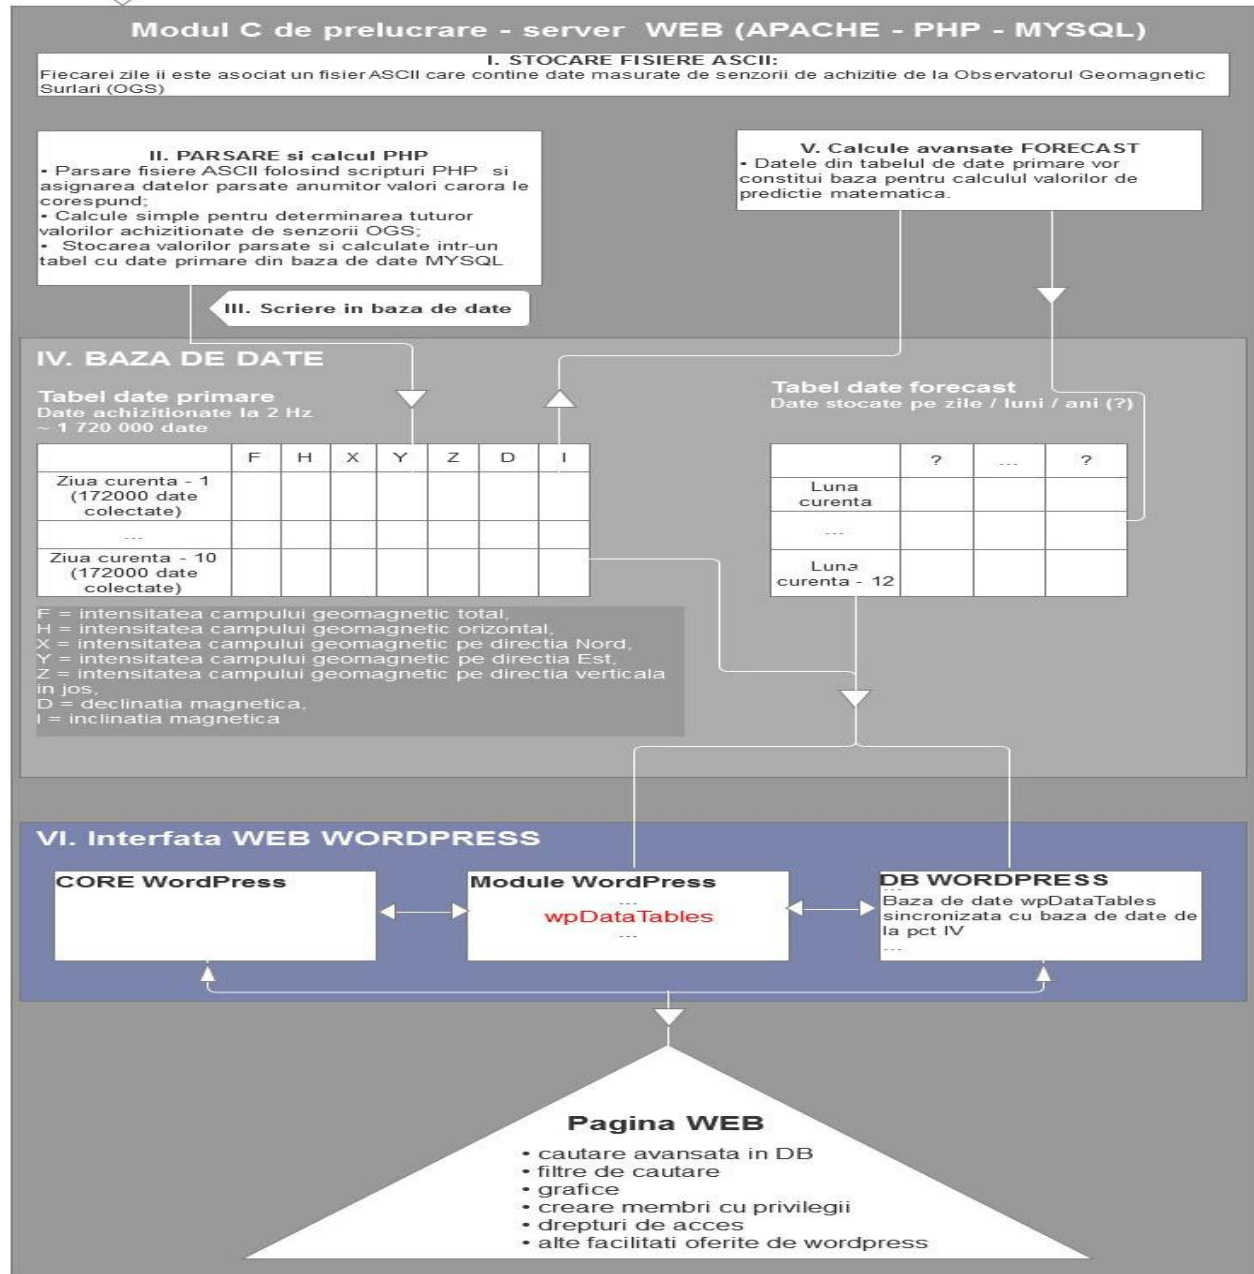 Modul C de prelucrare - server WEB (APACHE - PHP - MYSQL)
I. STOCARE FISIERE ASCII:
Fiecarei zile ii este asociat un fisier ASCII care contine date masurate de senzorii de achizitie de la Observatorul Geomagnetic
Surlari (OGS)
II. PARSARE si calcul PHP
• Parsare fisiere ASCII folosind scripturi PHP si
asignarea datelor parsate anumitor valori carora le
corespund;
• Calcule simple pentru determinarea tuturor
valorilor achizitionate de senzorii OGS;
• Stocarea valorilor parsate si calculate intr-un
tabel cu date primare din baza de date MYSQL
V. Calcule avansate FORECAST
• Datele din tabelul de date primare vor
constitui baza pentru calculul valorilor de
predictie matematica.
III. Scriere in baza de date
IV. BAZA DE DATE
Tabel date primare
Date achizitionate la 2 Hz
~ 1 720 000 date
F H X Y Z D I
Ziua curenta - 1
(172000 date
colectate)
...
Ziua curenta - 10
(172000 date
colectate)
Tabel date forecast
Date stocate pe zile / luni / ani (?)
? ... ?
Luna
curenta
...
Luna
curenta - 12
F = intensitatea campului geomagnetic total,
H = intensitatea campului geomagnetic orizontal,
X = intensitatea campului geomagnetic pe directia Nord,
Y = intensitatea campului geomagnetic pe directia Est,
Z = intensitatea campului geomagnetic pe directia verticala
in jos,
D = declinatia magnetica,
I = inclinatia magnetica
VI. Interfata WEB WORDPRESS
CORE WordPress
Module WordPress
...
wpDataTables
...
DB WORDPRESS
...
Baza de date wpDataTables
sincronizata cu baza de date de
la pct IV
...
Pagina WEB
• cautare avansata in DB
• filtre de cautare
• grafice
• creare membri cu privilegii
• drepturi de acces
• alte facilitati oferite de wordpress